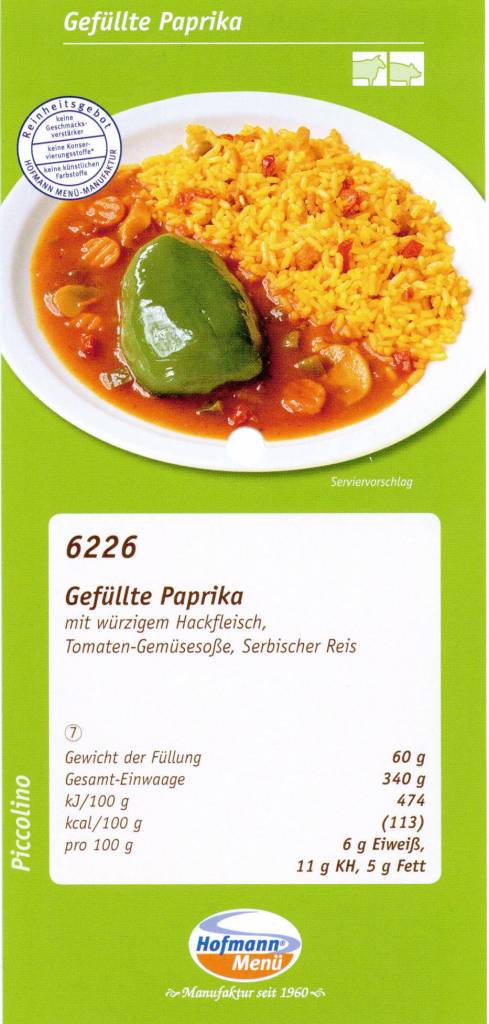 Gefüllte Paprika
Reinheitsgebot
keine
Geschmacks-
verstärker
keine Konser-
vierungsstoffe*
keine künstlichen
Farbstoffe
HOFMANN MENÜ-MANUFAKTUR
Serviervorschlag
6226
Gefüllte Paprika
mit würzigem Hackfleisch,
Tomaten-Gemüsesoße, Serbischer Reis
7
Gewicht der Füllung 60 g
Gesamt-Einwaage 340 g
kJ/100 g 474
kcal/100 g (113)
pro 100 g 6 g Eiweiß,
11 g KH, 5 g Fett
Piccolino
Hofmann®
Menü
Manufaktur seit 1960